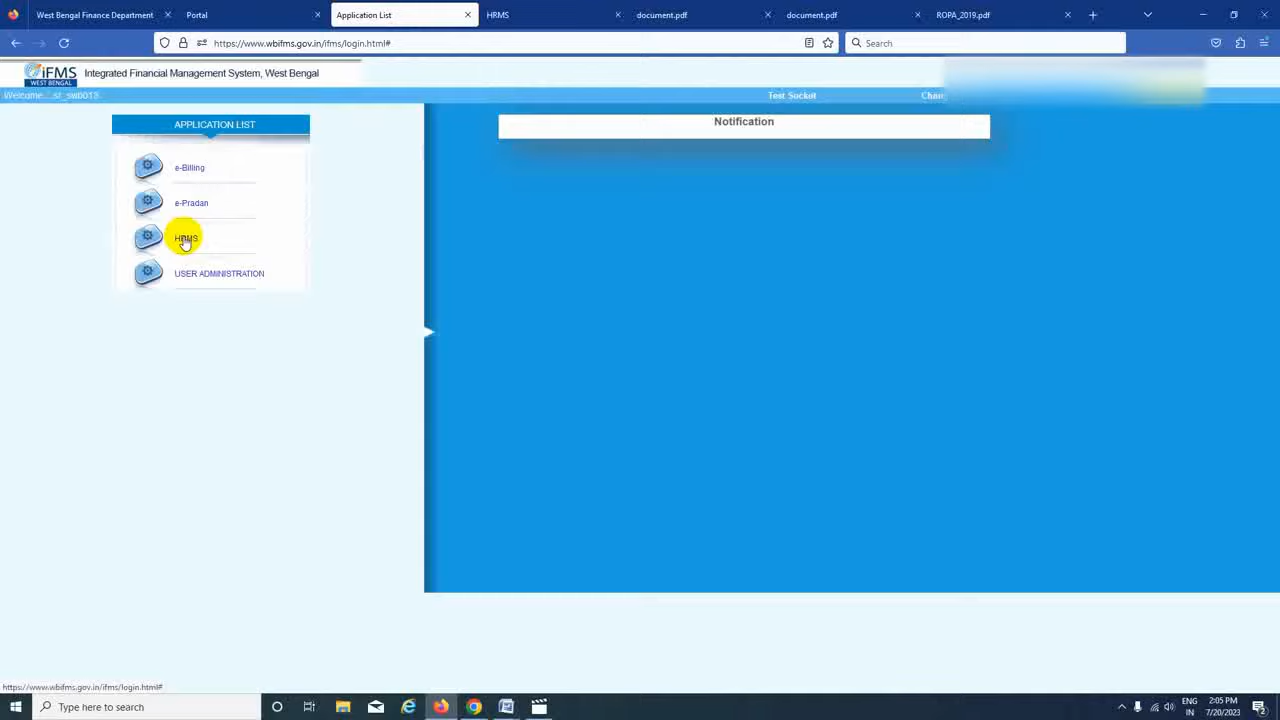 West Bengal Finance Department
Portal
Application List
HRMS
document.pdf
document.pdf
ROPA_2019.pdf
https://www.wbifms.gov.in/ifms/login.html#
Search
iFMS
WEST BENGAL
Integrated Financial Management System, West Bengal
Welcome....
Test Socket
Chan
APPLICATION LIST
Notification
e-Billing
e-Pradan
HRMS
USER ADMINISTRATION
https://www.wbifms.gov.in/ifms/login.html#
Type here to search
ENG
IN
2:05 PM
7/20/2023